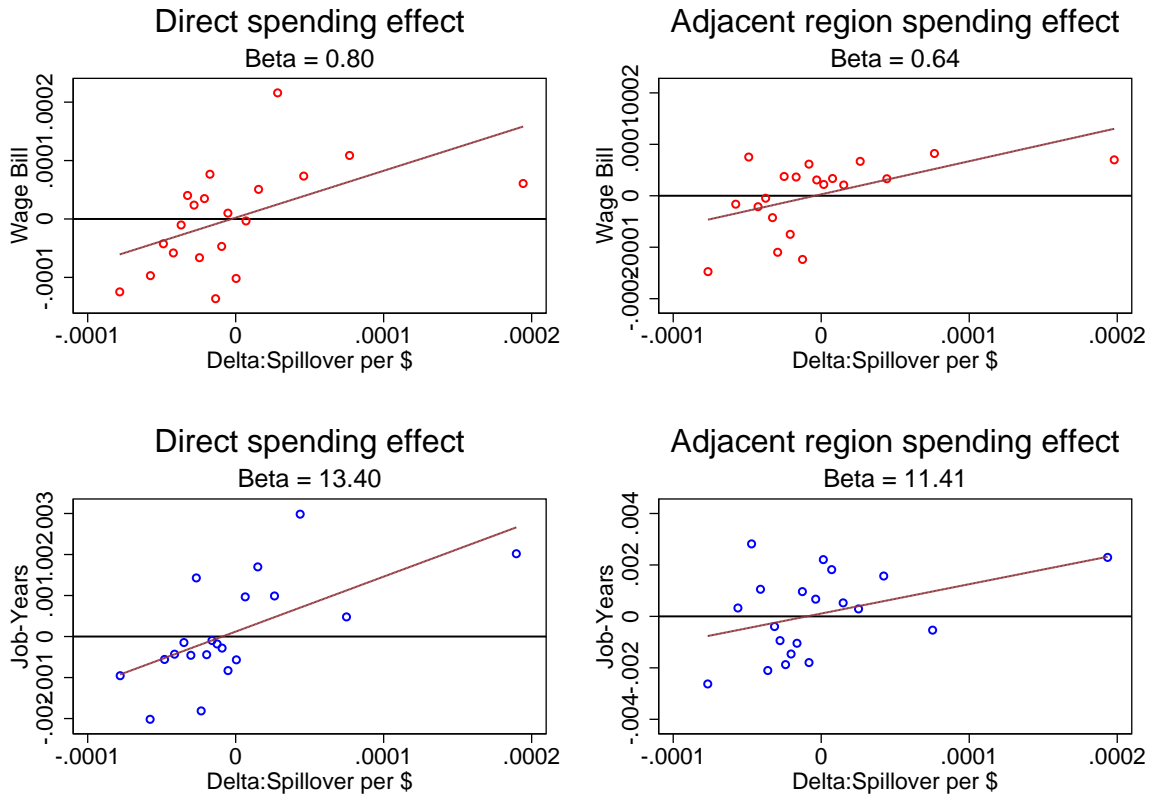 Direct spending effect
Beta = 0.80
Wage Bill
-.0001 0 .0001 .0002
-.0001 0 .0001 .0002
Delta:Spillover per $
Adjacent region spending effect
Beta = 0.64
Wage Bill
-.0002 -.0001 0 .0001 .0002
-.0001 0 .0001 .0002
Delta:Spillover per $
Direct spending effect
Beta = 13.40
Job-Years
-.002 -.001 0 .001 .002 .003
-.0001 0 .0001 .0002
Delta:Spillover per $
Adjacent region spending effect
Beta = 11.41
Job-Years
-.004 -.002 0 .002 .004
-.0001 0 .0001 .0002
Delta:Spillover per $